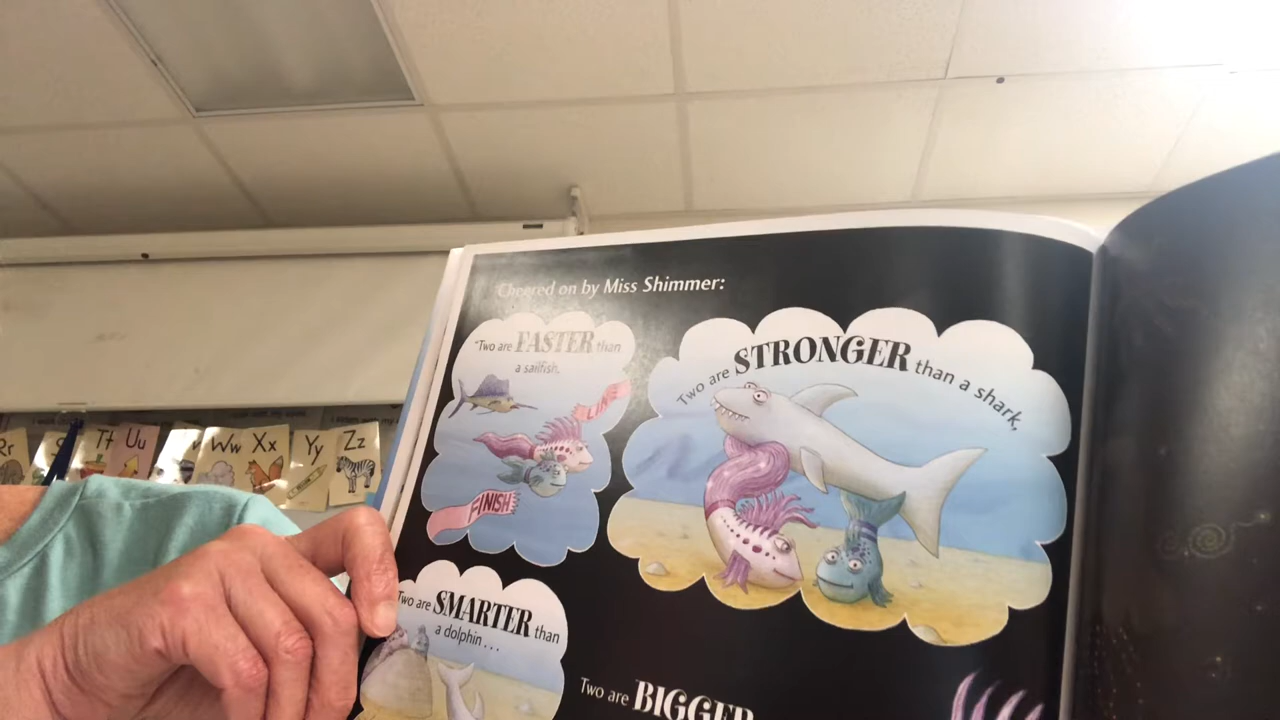 Cheered on by Miss Shimmer:
"Two are FASTER than
a sailfish.
LINE
FINISH
Two are STRONGER than a shark.
Two are SMARTER than
a dolphin...
Two are BIGGER
Rr
Tt
Uu
Ww
Xx
Yy
Zz